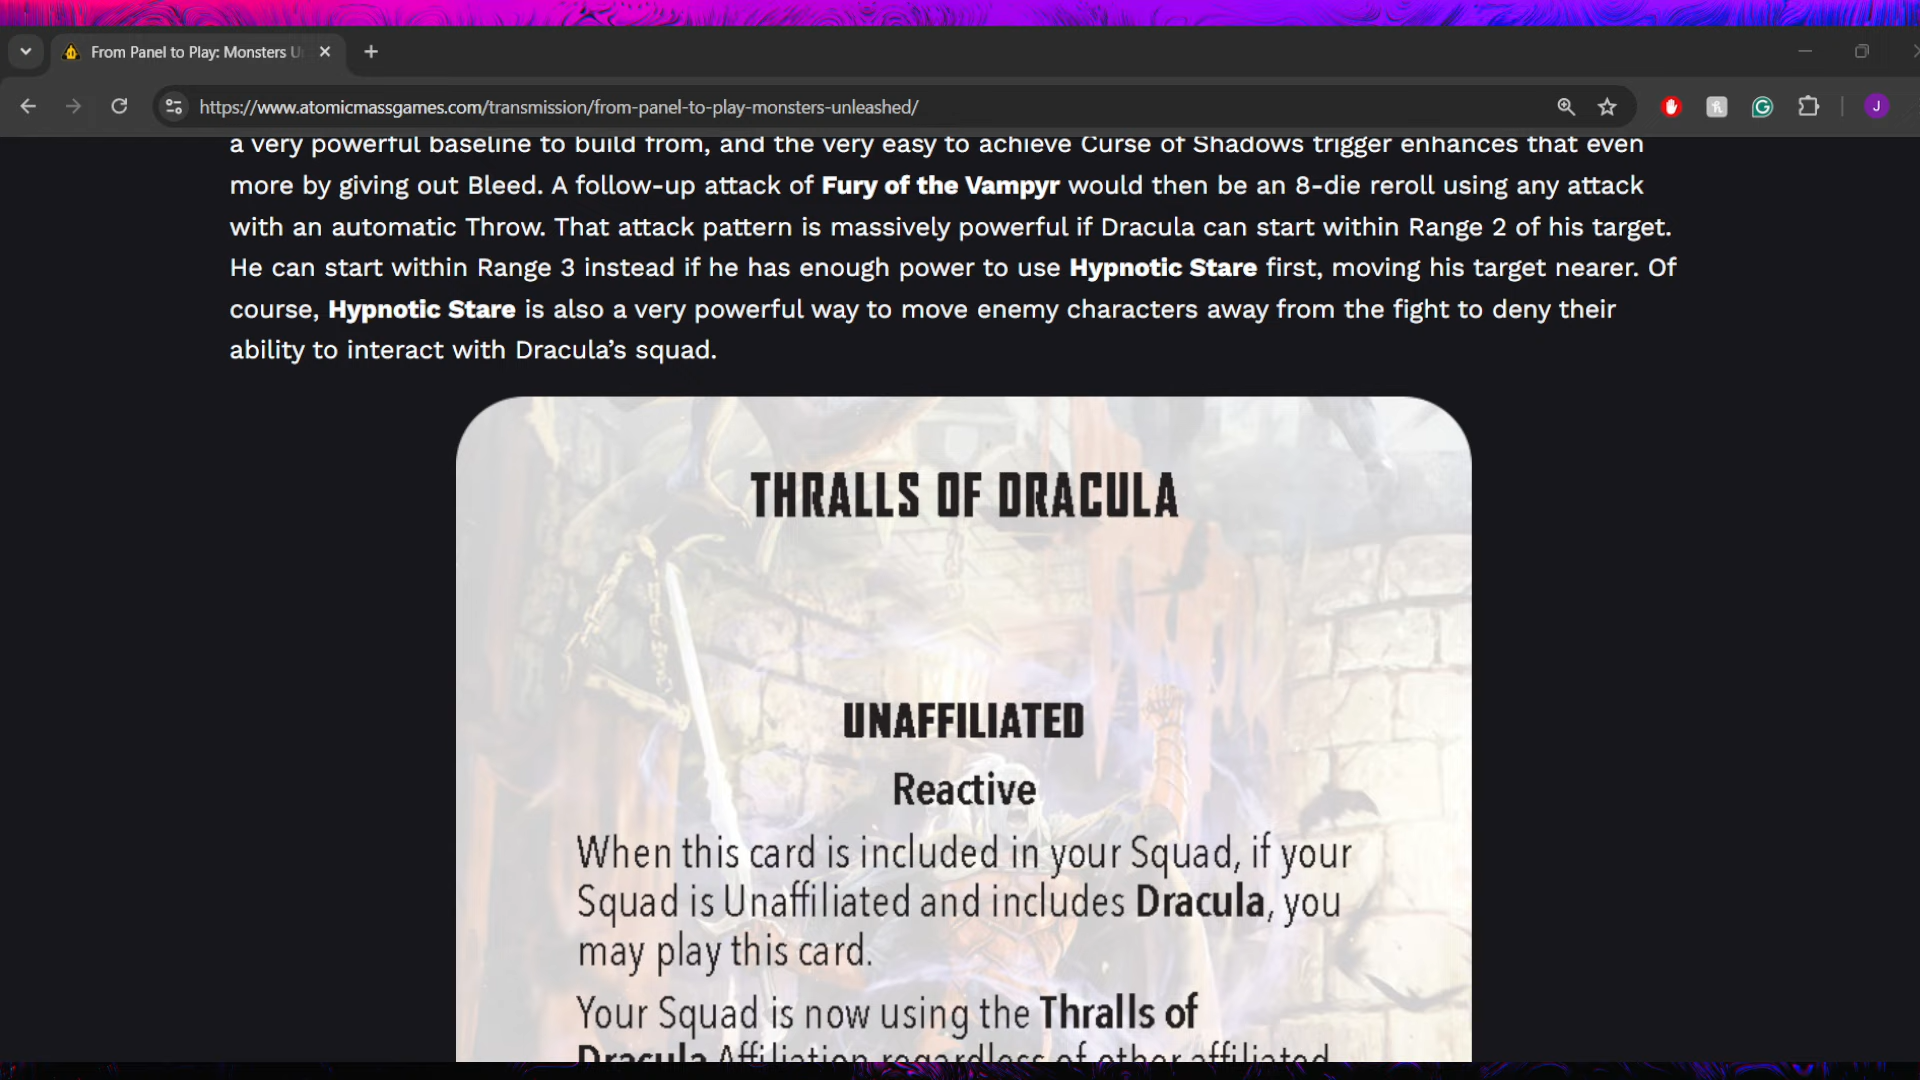 From Panel to Play: Monsters U
https://www.atomicmassgames.com/transmission/from-panel-to-play-monsters-unleashed/
J
a very powerful baseline to build from, and the very easy to achieve Curse of Shadows trigger enhances that even
more by giving out Bleed. A follow-up attack of Fury of the Vampyr would then be an 8-die reroll using any attack
with an automatic Throw. That attack pattern is massively powerful if Dracula can start within Range 2 of his target.
He can start within Range 3 instead if he has enough power to use Hypnotic Stare first, moving his target nearer. Of
course, Hypnotic Stare is also a very powerful way to move enemy characters away from the fight to deny their
ability to interact with Dracula’s squad.
THRALLS OF DRACULA
UNAFFILIATED
Reactive
When this card is included in your Squad, if your
Squad is Unaffiliated and includes Dracula, you
may play this card.
Your Squad is now using the Thralls of
Dracula Affiliation regardless of other affiliated